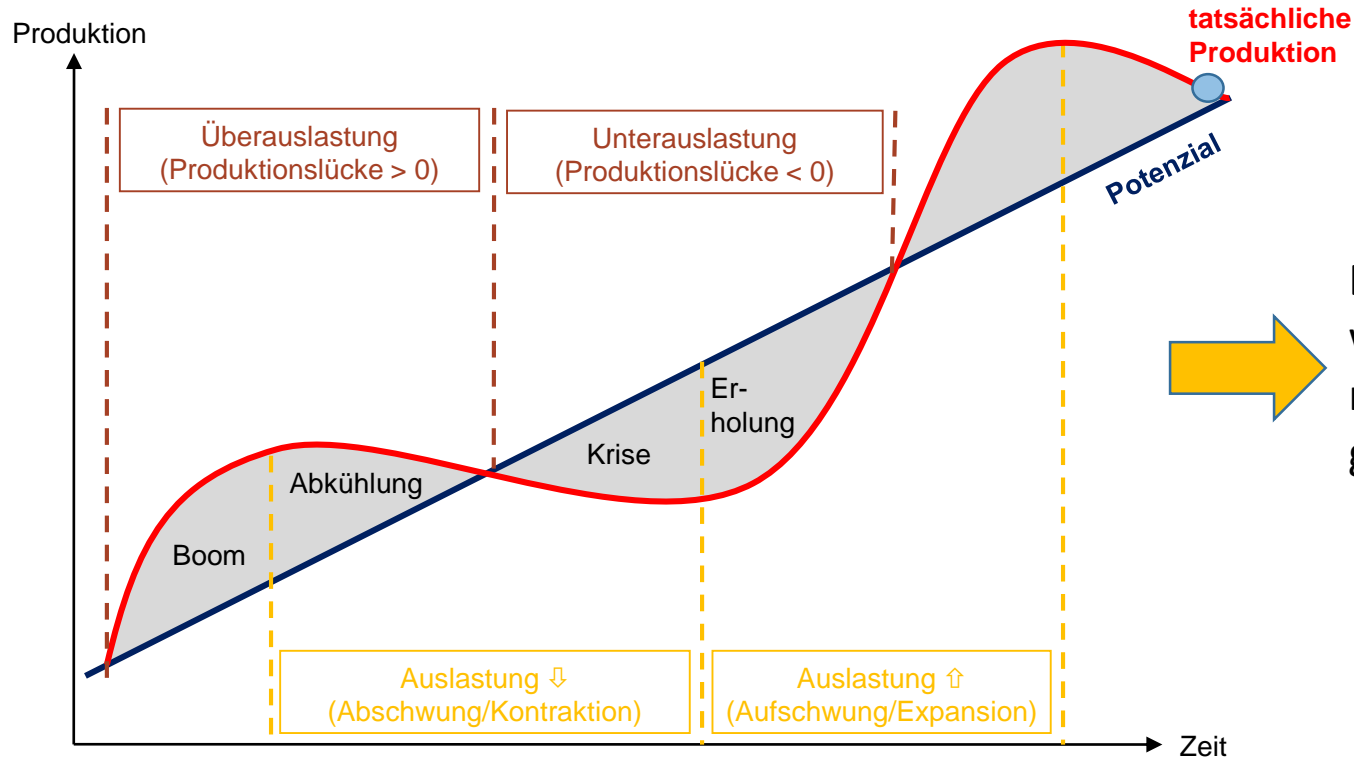 tatsächliche
Produktion
Produktion
Überauslastung
(Produktionslücke > 0)
Unterauslastung
(Produktionslücke < 0)
Potenzial
Er-
holung
Krise
Abkühlung
Boom
Auslastung ⇩
(Abschwung/Kontraktion)
Auslastung ⇧
(Aufschwung/Expansion)
Zeit